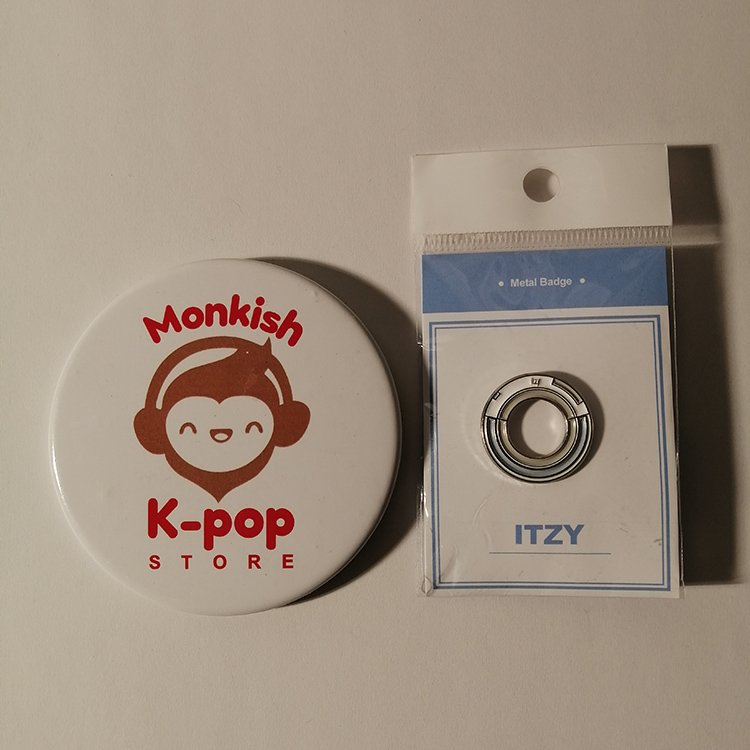 Monkish
K-pop
STORE
• Metal Badge •
ITZY